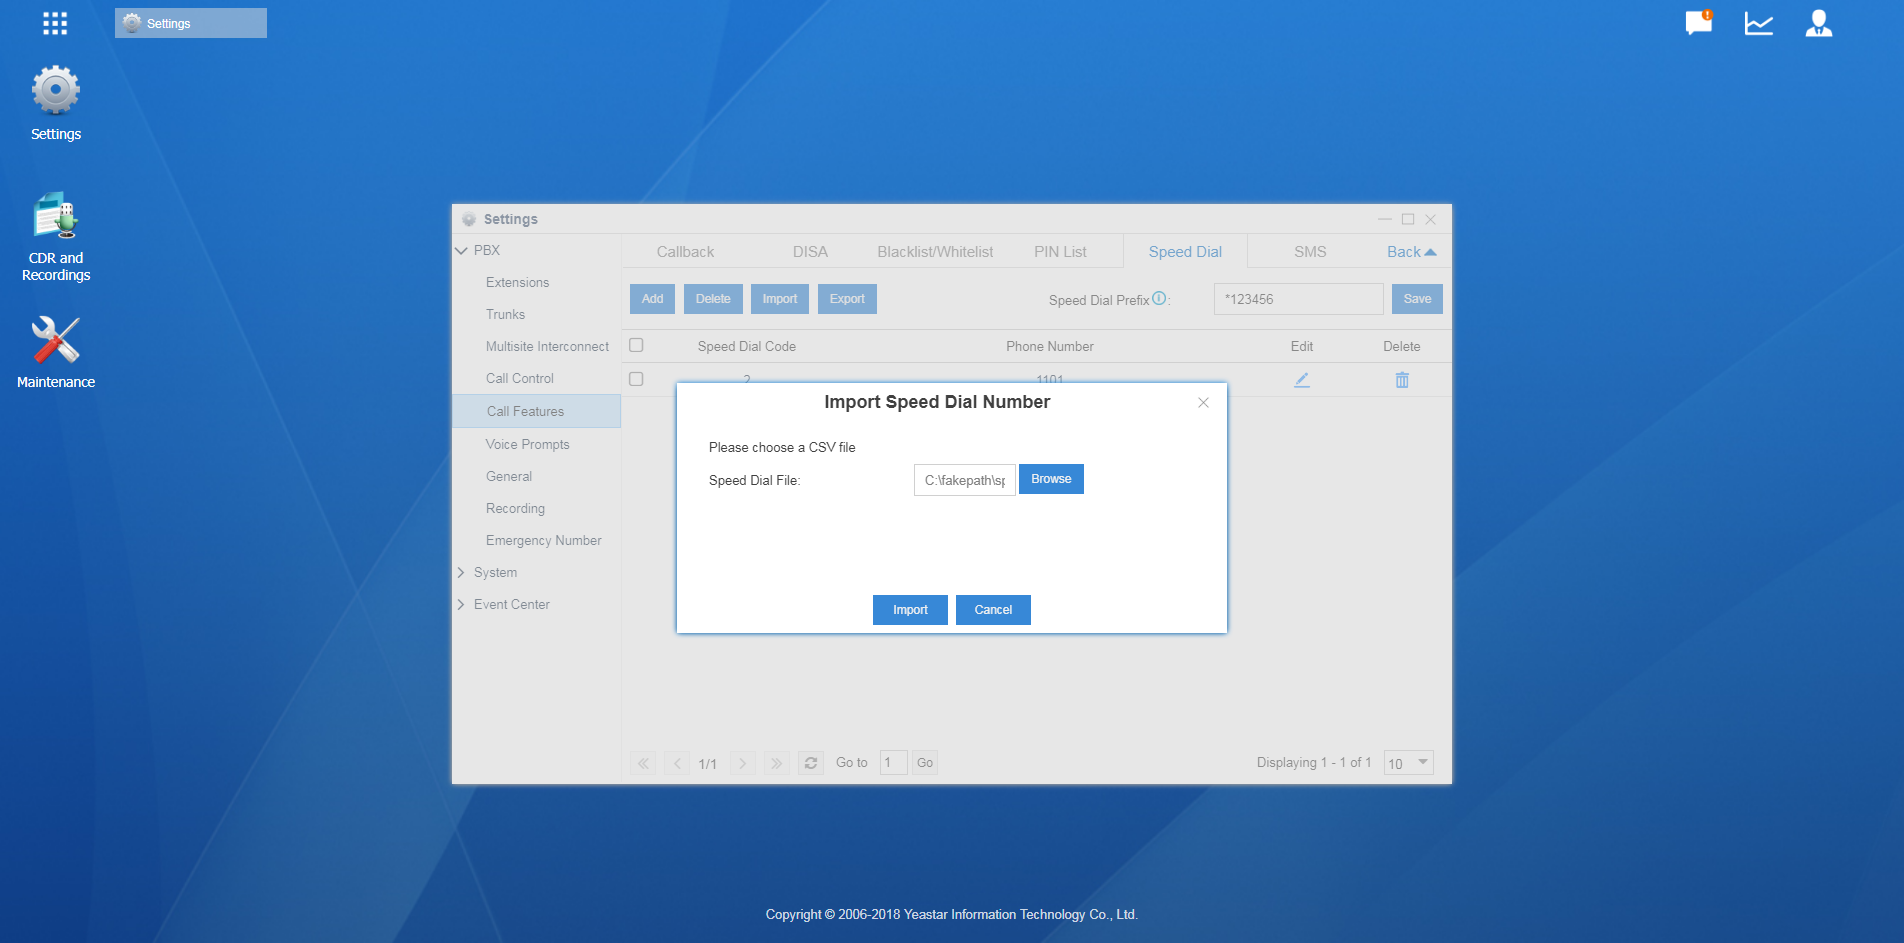 Settings
Settings
CDR and
Recordings
Maintenance
Settings
PBX
Extensions
Trunks
Multisite Interconnect
Call Control
Call Features
Voice Prompts
General
Recording
Emergency Number
System
Event Center
Callback DISA Blacklist/Whitelist PIN List Speed Dial SMS Back
Add Delete Import Export Speed Dial Prefix : *123456 Save
Speed Dial Code Phone Number Edit Delete
2 1101
Import Speed Dial Number
Please choose a CSV file
Speed Dial File: C:\fakepath\sp Browse
Import Cancel
1/1 Go to 1 Go Displaying 1 - 1 of 1 10
Copyright © 2006-2018 Yeastar Information Technology Co., Ltd.